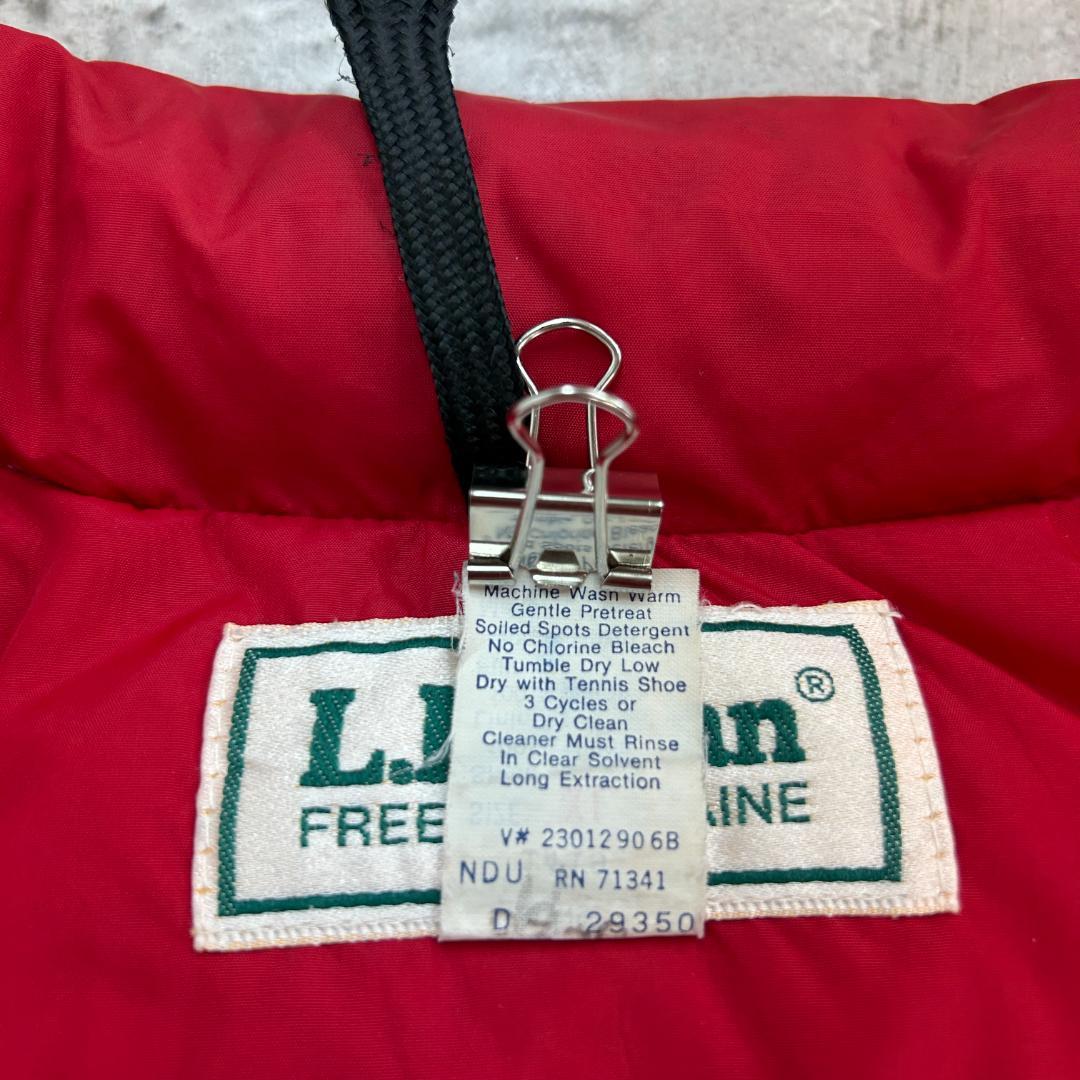 Machine Wash Warm
Gentle Pretreat
Soiled Spots Detergent
No Chlorine Bleach
Tumble Dry Low
Dry with Tennis Shoe
3 Cycles or
Dry Clean
Cleaner Must Rinse
In Clear Solvent
Long Extraction
V# 23012906B
NDU RN 71341
D 29350
L. an®
FREE INE